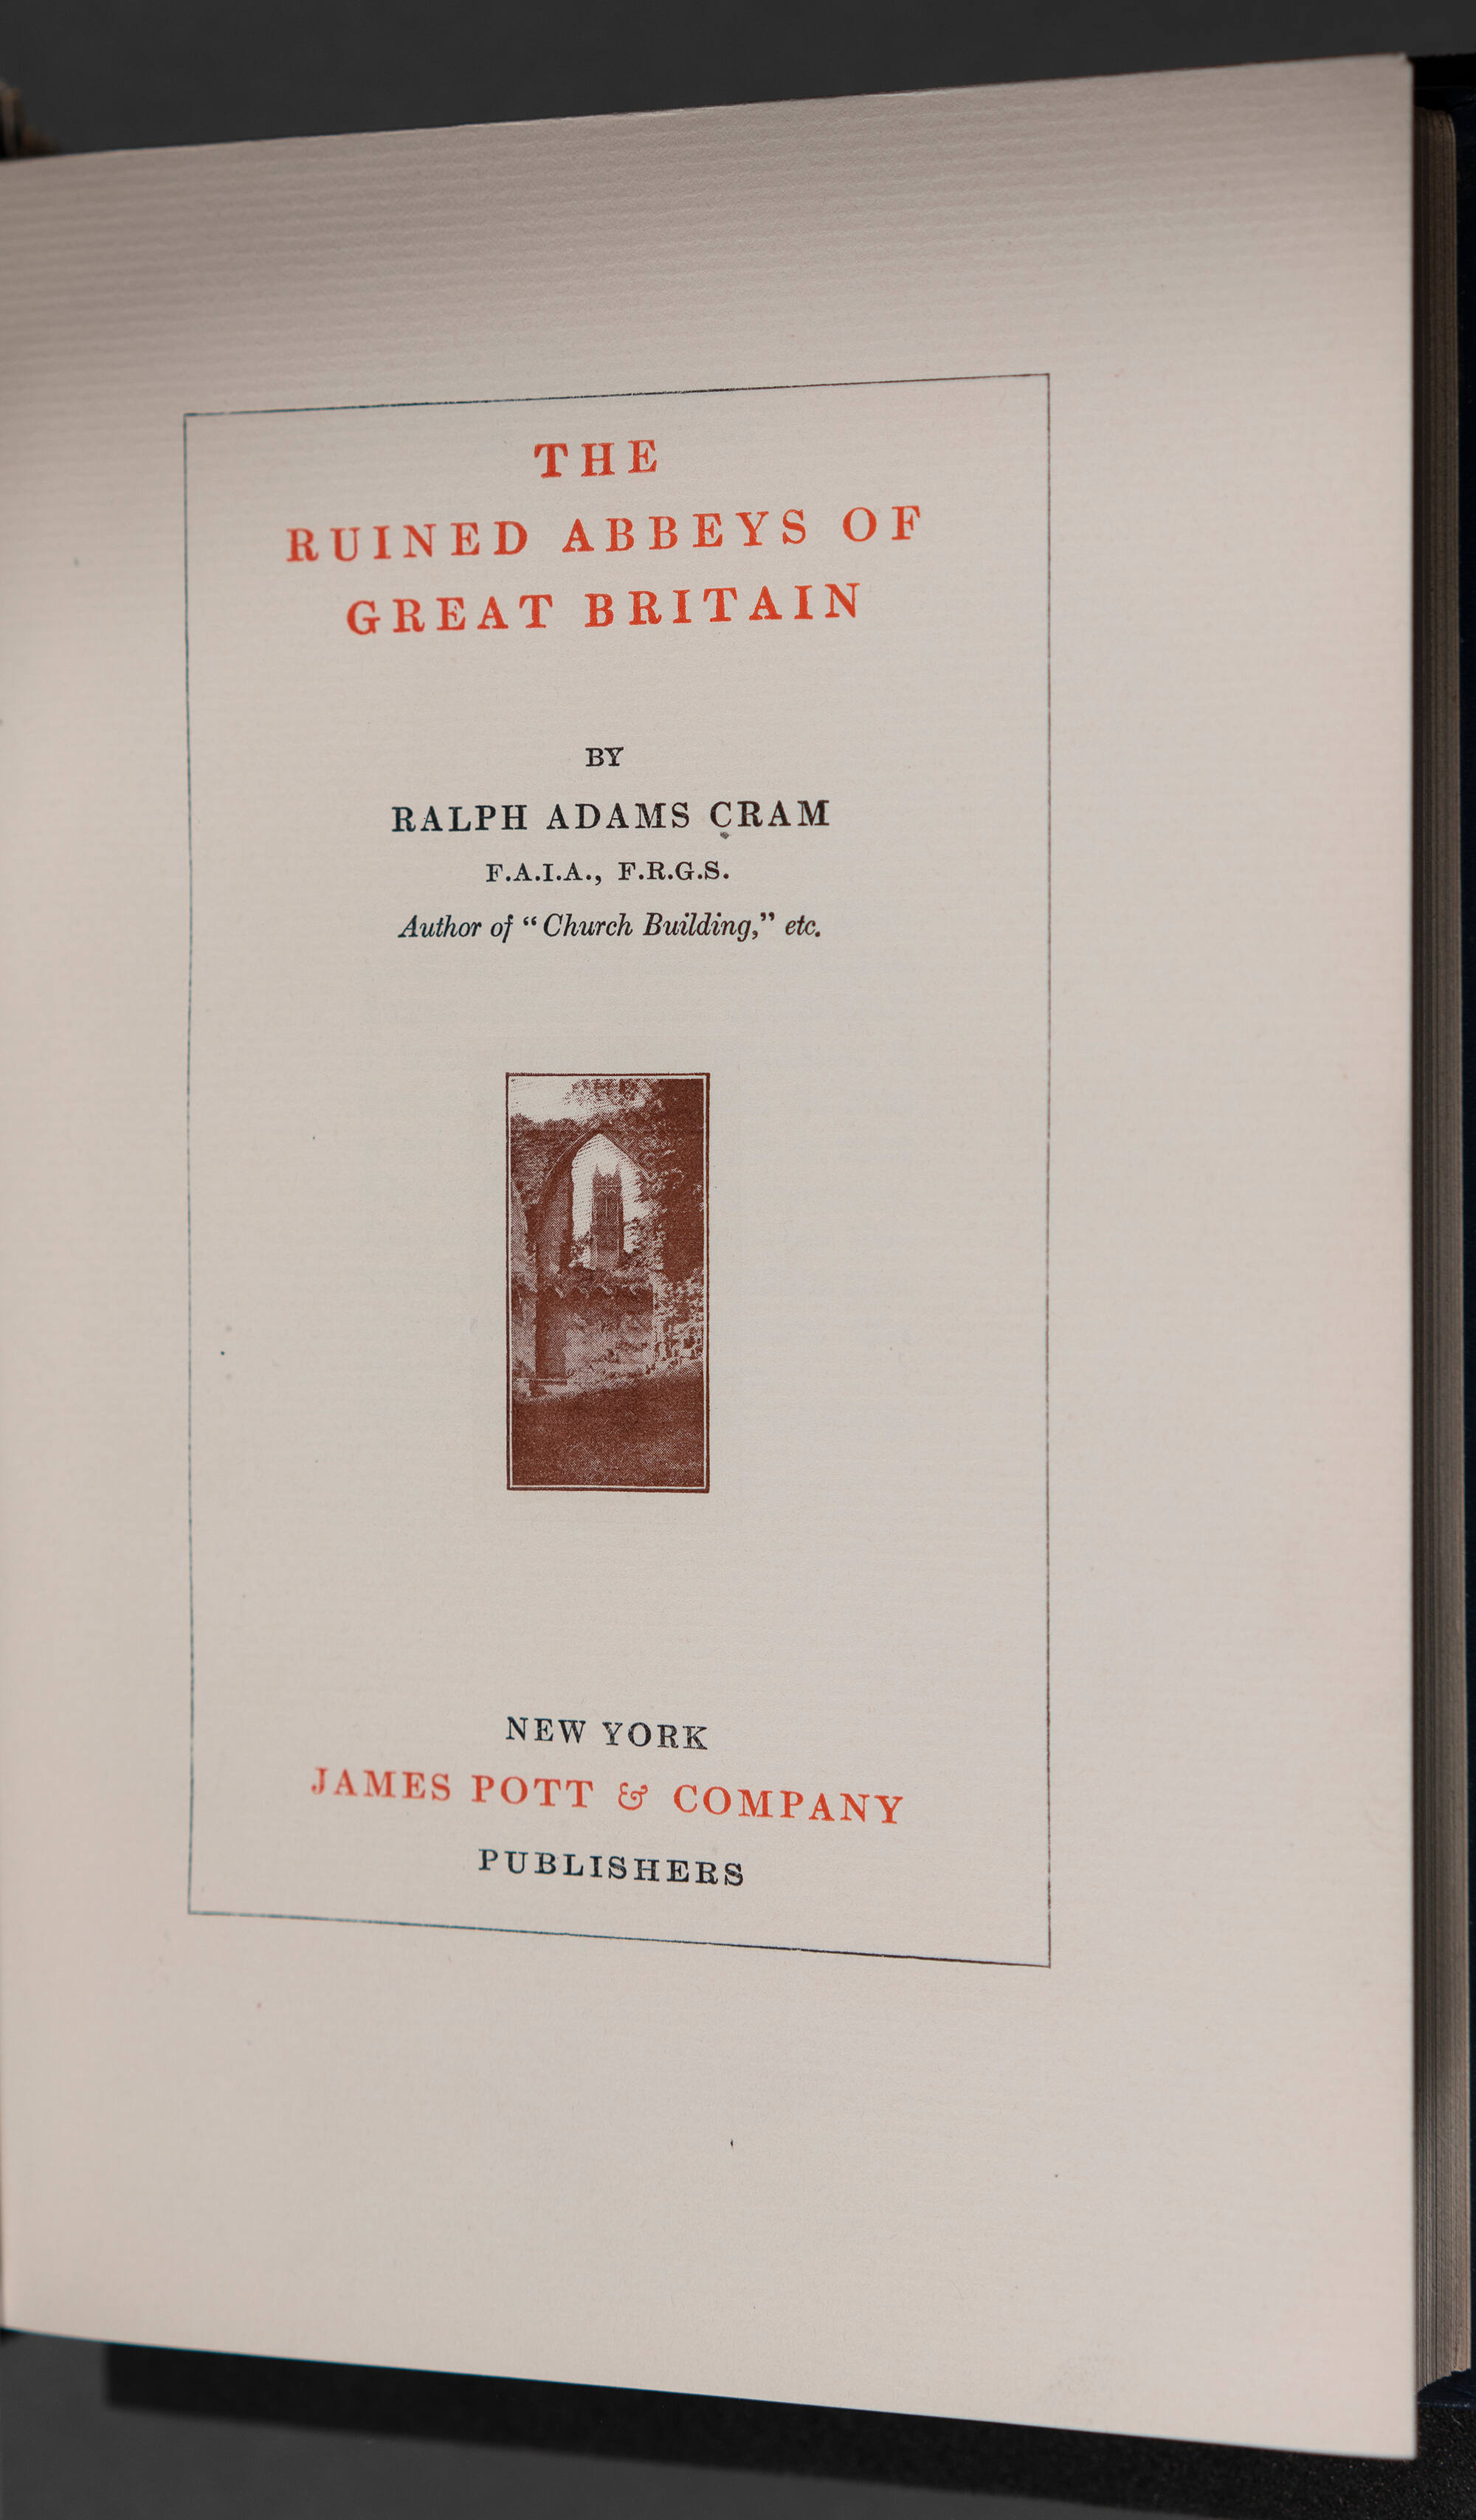 THE
RUINED ABBEYS OF
GREAT BRITAIN
BY
RALPH ADAMS CRAM
F.A.I.A., F.R.G.S.
Author of “Church Building,” etc.
NEW YORK
JAMES POTT & COMPANY
PUBLISHERS